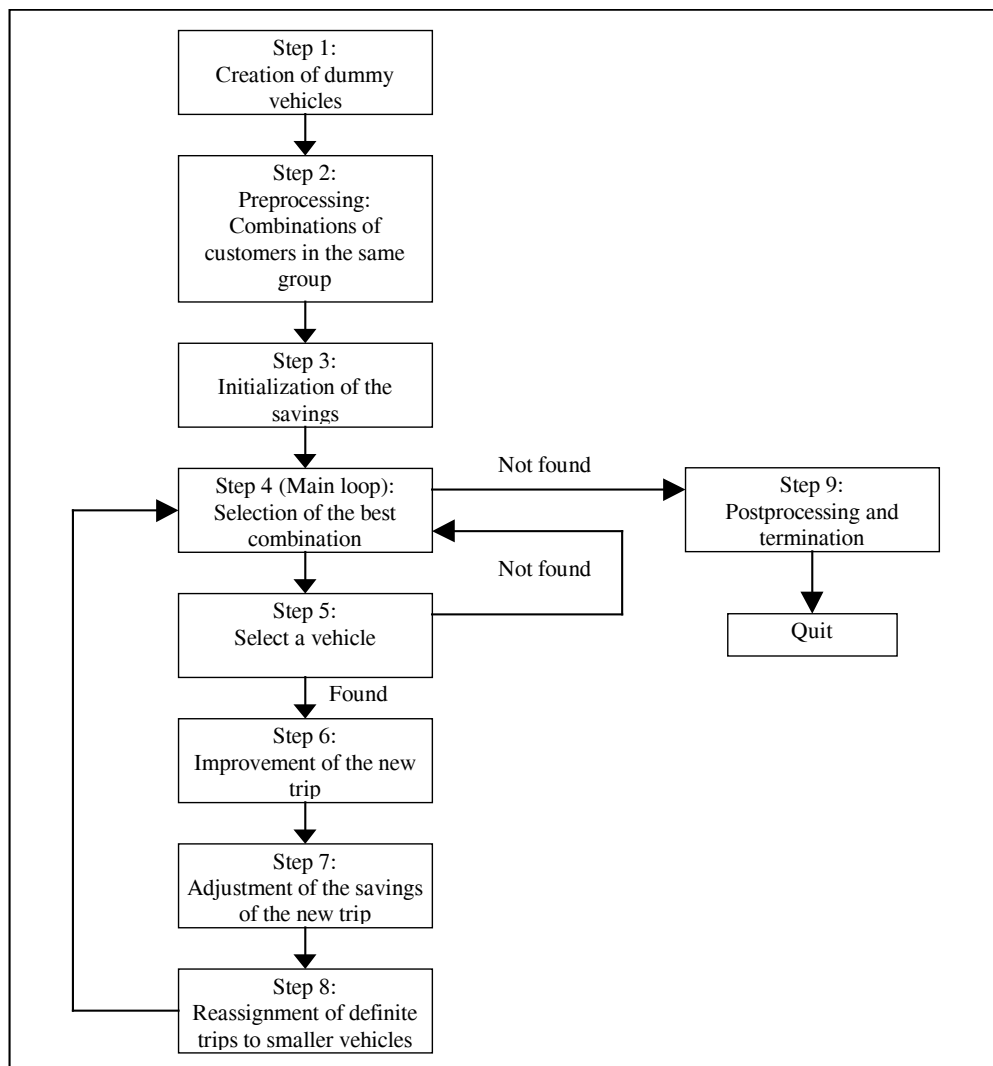 Step 1:
Creation of dummy
vehicles
Step 2:
Preprocessing:
Combinations of
customers in the same
group
Step 3:
Initialization of the
savings
Step 4 (Main loop):
Selection of the best
combination
Not found
Step 9:
Postprocessing and
termination
Not found
Step 5:
Select a vehicle
Quit
Found
Step 6:
Improvement of the new
trip
Step 7:
Adjustment of the savings
of the new trip
Step 8:
Reassignment of definite
trips to smaller vehicles